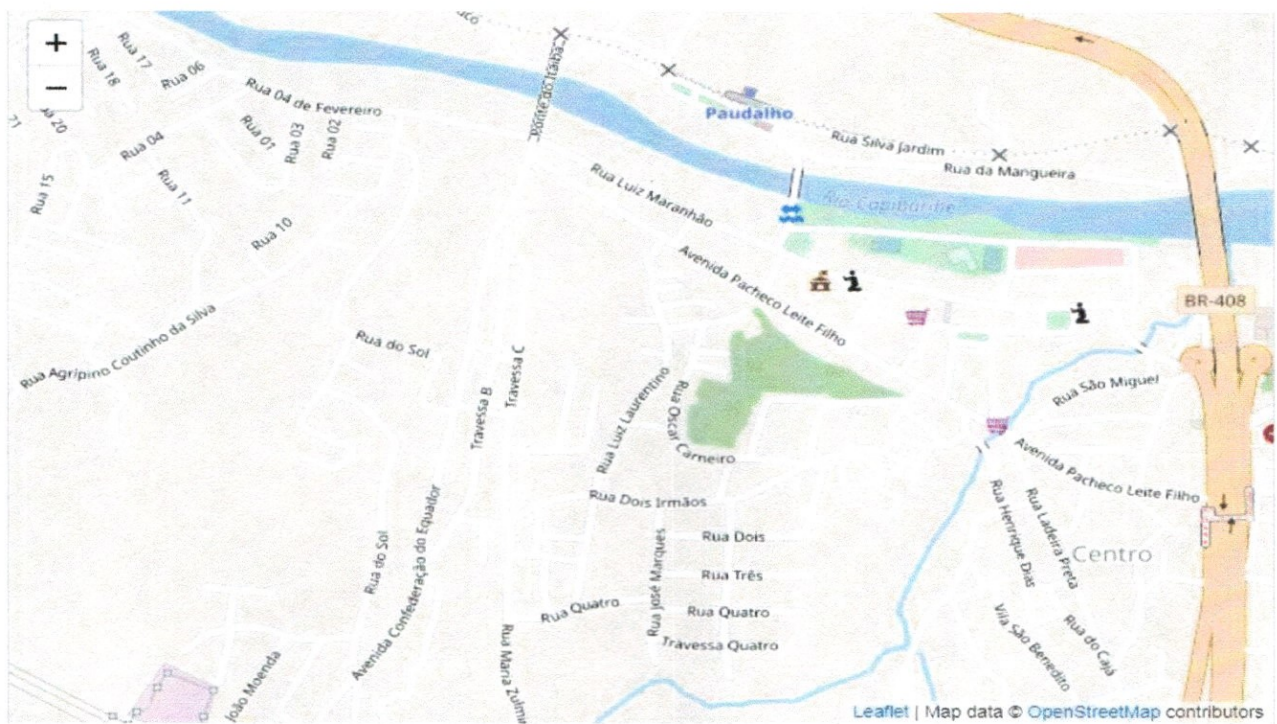 +
−
Rua 17
Rua 18
Rua 06
Rua 04 de Fevereiro
Rua 01
Rua 03
Rua 02
20
71
Rua 04
Rua 15
Rua 11
Rua 10
Paudalho
Rua Silva Jardim
Rua da Mangueira
Rua Luiz Maranhão
Rio Capibaribe
Avenida Pacheco Leite Filho
BR-408
Rua Agripino Coutinho da Silva
Rua do Sol
Travessa C
Travessa B
Rua Luiz Laurentino
Rua Oscar Carneiro
Rua São Miguel
Avenida Pacheco Leite Filho
Rua Dois Irmãos
Rua Henrique Dias
Rua Ladeira Preta
Centro
Rua Dois
Rua do Sol
Avenida Confederação do Equador
Rua José Marques
Rua Três
Rua Quatro
Rua Quatro
Travessa Quatro
Vila São Benedito
Rua do Cajá
João Moenda
Rua Maria Zulmi
Leaflet | Map data © OpenStreetMap contributors